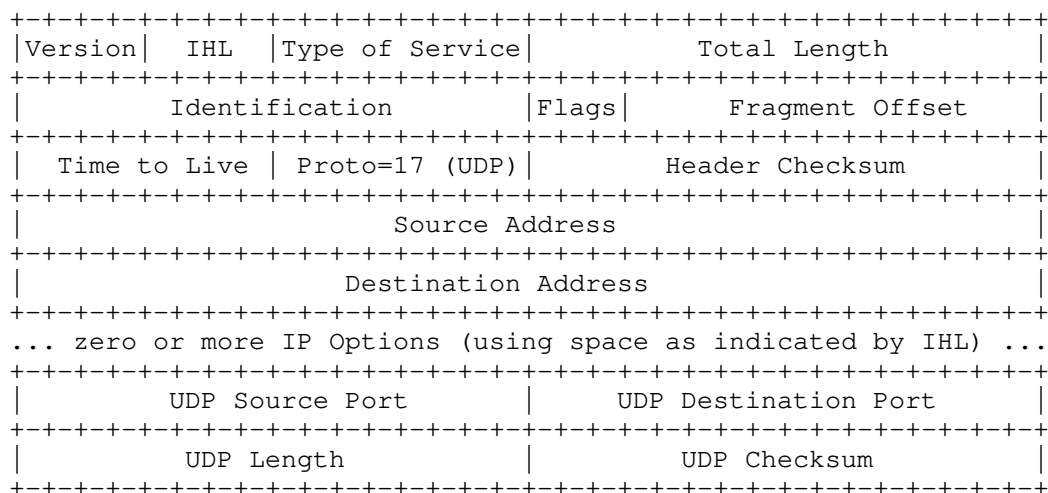 +-+-+-+-+-+-+-+-+-+-+-+-+-+-+-+-+-+-+-+-+-+-+-+-+-+-+-+-+-+-+-+-+
|Version|  IHL  |Type of Service|          Total Length         |
+-+-+-+-+-+-+-+-+-+-+-+-+-+-+-+-+-+-+-+-+-+-+-+-+-+-+-+-+-+-+-+-+
|         Identification        |Flags|      Fragment Offset    |
+-+-+-+-+-+-+-+-+-+-+-+-+-+-+-+-+-+-+-+-+-+-+-+-+-+-+-+-+-+-+-+-+
|  Time to Live | Proto=17 (UDP)|        Header Checksum        |
+-+-+-+-+-+-+-+-+-+-+-+-+-+-+-+-+-+-+-+-+-+-+-+-+-+-+-+-+-+-+-+-+
|                       Source Address                          |
+-+-+-+-+-+-+-+-+-+-+-+-+-+-+-+-+-+-+-+-+-+-+-+-+-+-+-+-+-+-+-+-+
|                    Destination Address                        |
+-+-+-+-+-+-+-+-+-+-+-+-+-+-+-+-+-+-+-+-+-+-+-+-+-+-+-+-+-+-+-+-+
... zero or more IP Options (using space as indicated by IHL) ...
+-+-+-+-+-+-+-+-+-+-+-+-+-+-+-+-+-+-+-+-+-+-+-+-+-+-+-+-+-+-+-+-+
|         UDP Source Port       |     UDP Destination Port      |
+-+-+-+-+-+-+-+-+-+-+-+-+-+-+-+-+-+-+-+-+-+-+-+-+-+-+-+-+-+-+-+-+
|          UDP Length           |         UDP Checksum          |
+-+-+-+-+-+-+-+-+-+-+-+-+-+-+-+-+-+-+-+-+-+-+-+-+-+-+-+-+-+-+-+-+